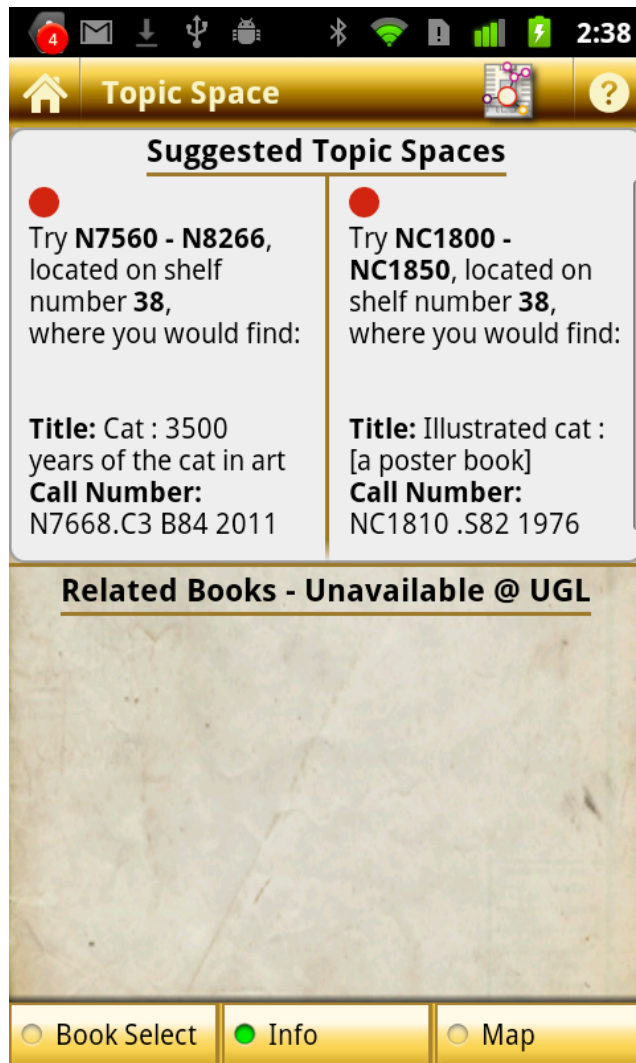 4
2:38
Topic Space
?
Suggested Topic Spaces
Try N7560 - N8266,
located on shelf
number 38,
where you would find:
Title: Cat : 3500
years of the cat in art
Call Number:
N7668.C3 B84 2011
Try NC1800 -
NC1850, located on
shelf number 38,
where you would find:
Title: Illustrated cat :
[a poster book]
Call Number:
NC1810 .S82 1976
Related Books - Unavailable @ UGL
Book Select
Info
Map